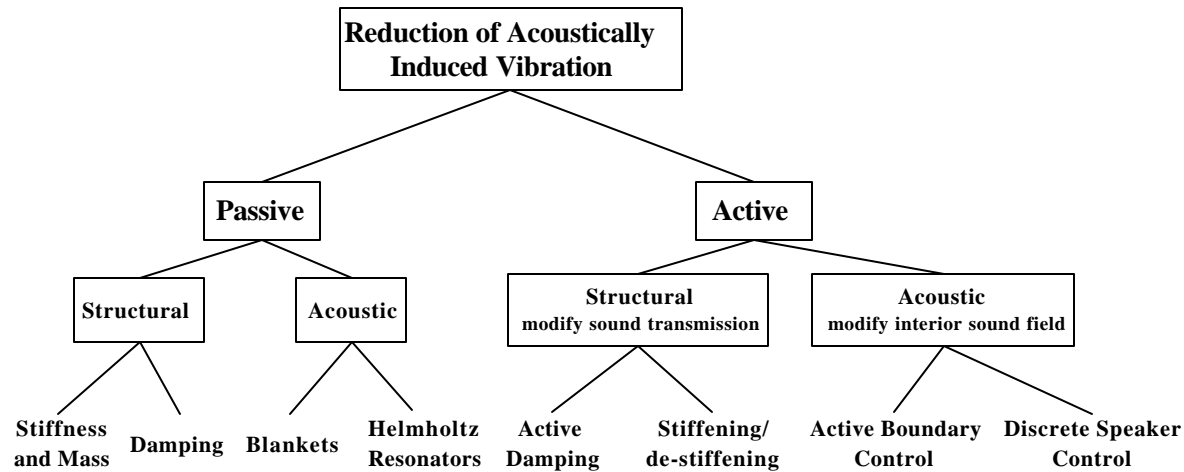 Reduction of Acoustically
Induced Vibration
Passive
Active
Structural
Acoustic
Structural
modify sound transmission
Acoustic
modify interior sound field
Stiffness
and Mass
Damping
Blankets
Helmholtz
Resonators
Active
Damping
Stiffening/
de-stiffening
Active Boundary
Control
Discrete Speaker
Control